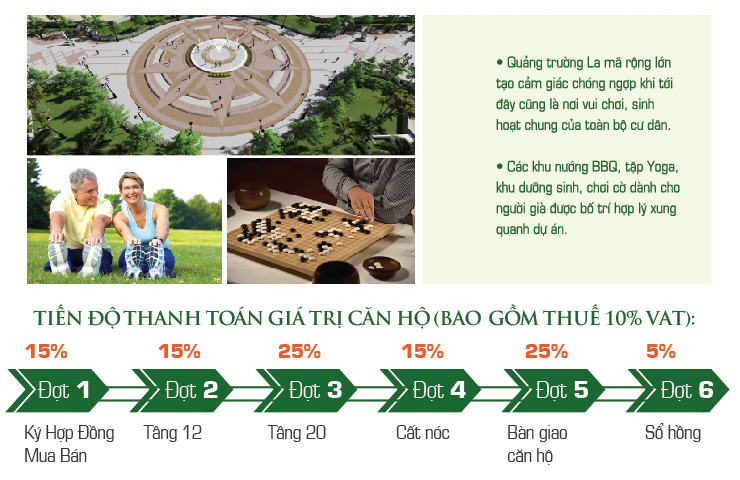 • Quảng trường La mã rộng lớn
tạo cảm giác chóng ngợp khi tới
đây cũng là nơi vui chơi, sinh
hoạt chung của toàn bộ cư dân.
• Các khu nướng BBQ, tập Yoga,
khu dưỡng sinh, chơi cờ dành cho
người già được bố trí hợp lý xung
quanh dự án.
TIẾN ĐỘ THANH TOÁN GIÁ TRỊ CĂN HỘ (BAO GỒM THUẾ 10% VAT):
15% 15% 25% 15% 25% 5%
Đợt 1 Đợt 2 Đợt 3 Đợt 4 Đợt 5 Đợt 6
Ký Hợp Đồng Tầng 12 Tầng 20 Cất nóc Bàn giao Sổ hồng
Mua Bán căn hộ